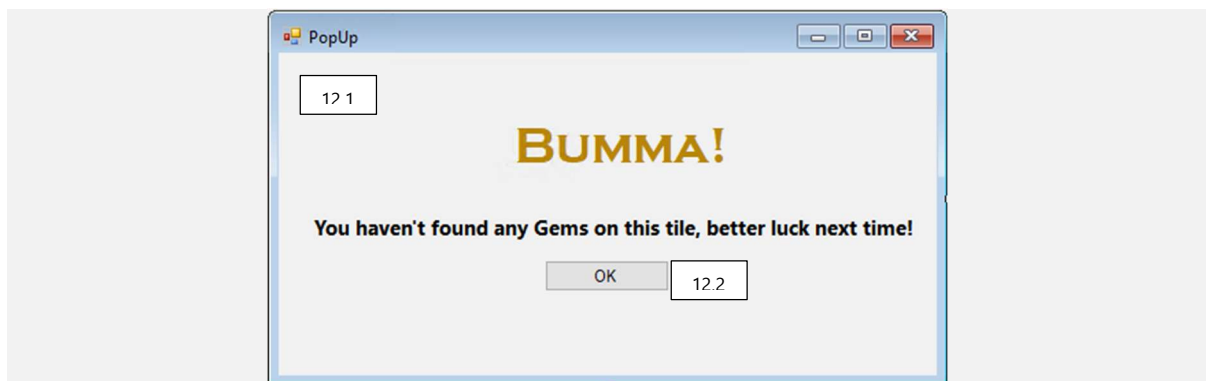 PopUp
12.1
BUMMA!
You haven't found any Gems on this tile, better luck next time!
OK
12.2